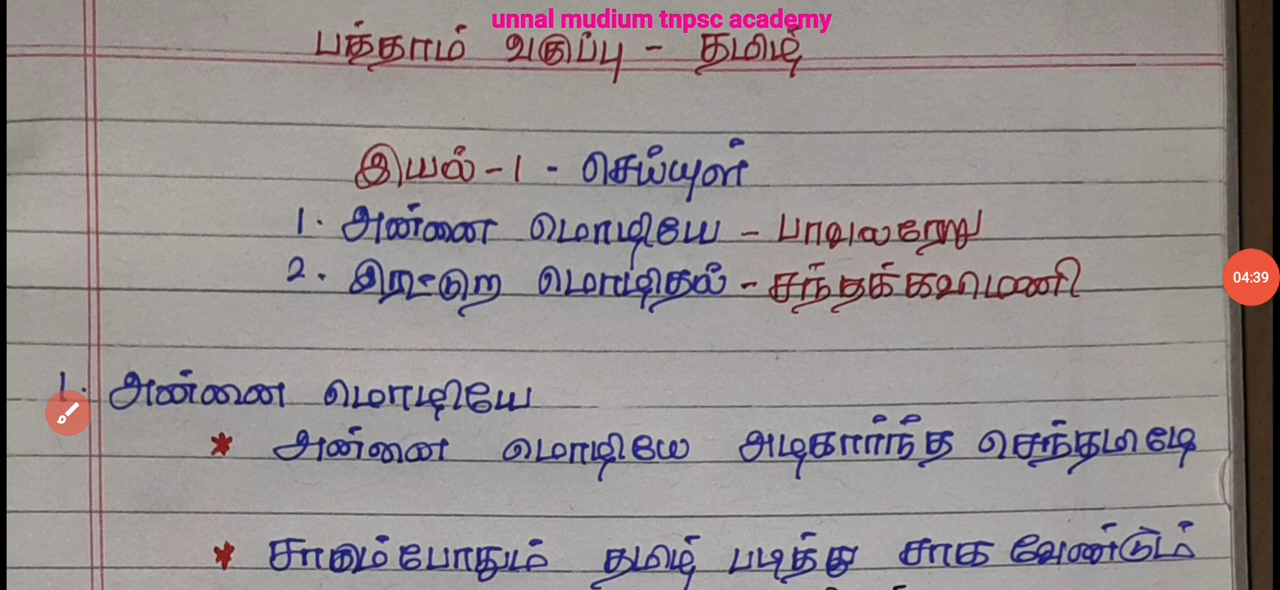 unnal mudium tnpsc academy
பத்தாம் வகுப்பு - தமிழ்
இயல் - 1 - செய்யுள்
1. அன்னை மொழியே - பாவலரேறு
2. இரட்டுற மொழிதல் - சந்தக்கவிமணி
04:39
1. அன்னை மொழியே
* அன்னை மொழியே அழகார்ந்த செந்தமிழே
* சாகும்போதும் தமிழ் படித்து சாக வேண்டும்